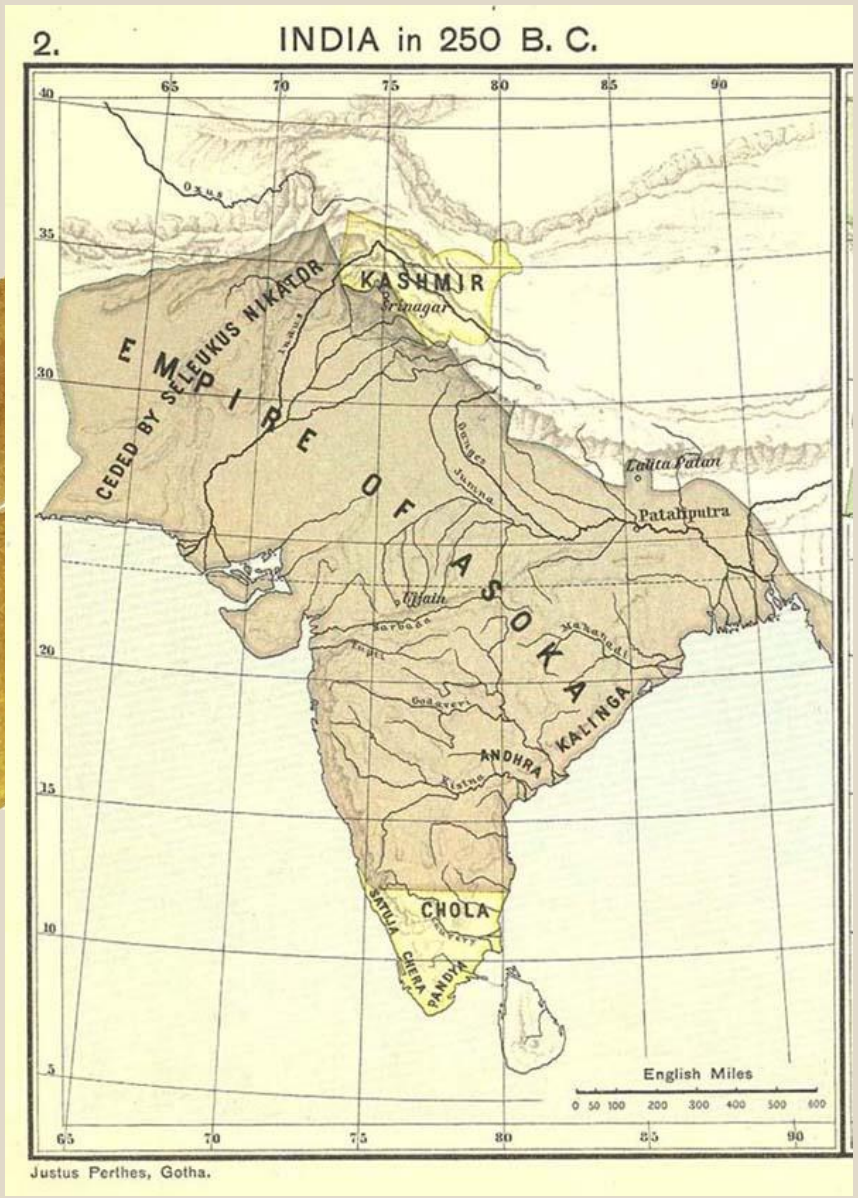 2.
INDIA in 250 B. C.
65 70 75 80 85 90
40
Oxus
35
KASHMIR
Srinagar
CEDED BY SELEUKUS NIKATOR
Indus
EMPIRE OF ASOKA
30
Ganges
Jumna
Lalita Patan
Pataliputra
Ujjain
Narbada
Mahanadi
Tapti
20
Godaveri
KALINGA
ANDHRA
Kistna
15
SATIJA
CHOLA
Cauvery
10
CHERA
PANDYA
5
English Miles
0 50 100 200 300 400 500 600
65 70 75 80 85 90
Justus Perthes, Gotha.